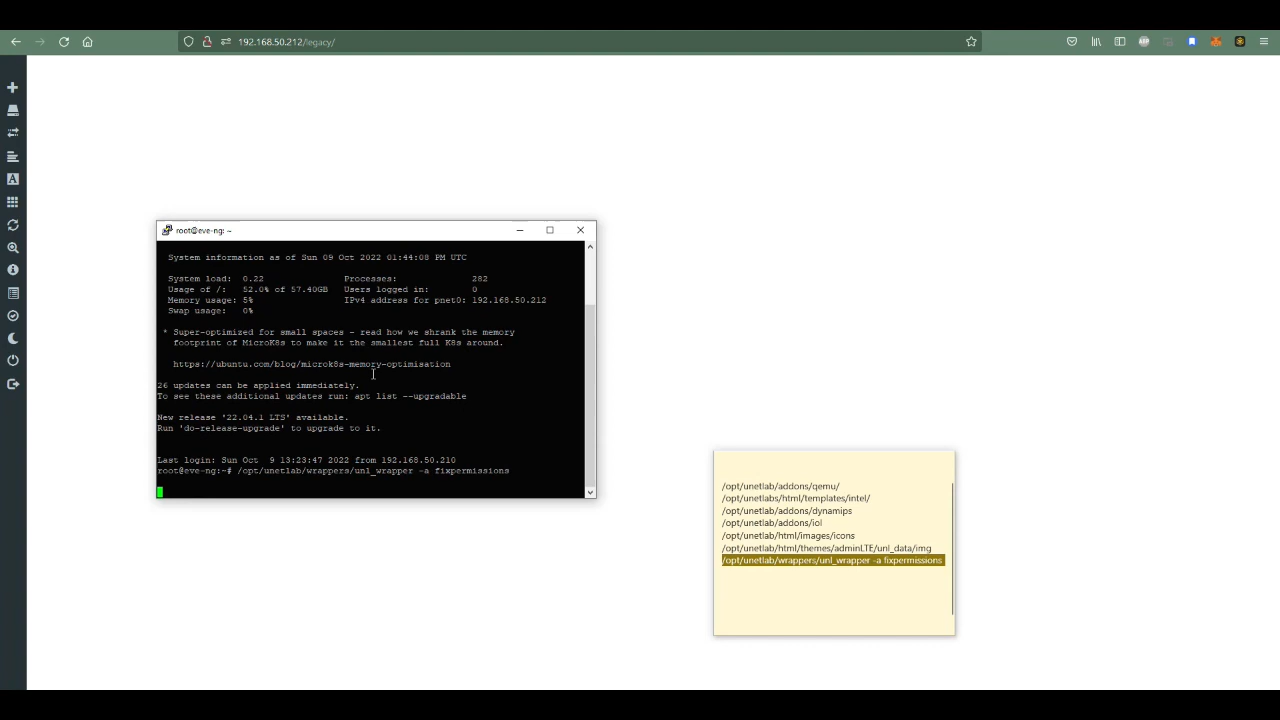 192.168.50.212/legacy/
root@eve-ng: ~
System information as of Sun 09 Oct 2022 01:44:08 PM UTC
System load: 0.22 Processes: 282
Usage of /: 52.0% of 57.40GB Users logged in: 0
Memory usage: 5% IPv4 address for pnet0: 192.168.50.212
Swap usage: 0%
* Super-optimized for small spaces - read how we shrank the memory
footprint of MicroK8s to make it the smallest full K8s around.
https://ubuntu.com/blog/microk8s-memory-optimisation
26 updates can be applied immediately.
To see these additional updates run: apt list --upgradable
New release '22.04.1 LTS' available.
Run 'do-release-upgrade' to upgrade to it.
Last login: Sun Oct 9 13:23:47 2022 from 192.168.50.210
root@eve-ng:~# /opt/unetlab/wrappers/unl_wrapper -a fixpermissions
/opt/unetlab/addons/qemu/
/opt/unetlabs/html/templates/intel/
/opt/unetlab/addons/dynamips
/opt/unetlab/addons/iol
/opt/unetlab/html/images/icons
/opt/unetlab/html/themes/adminLTE/unl_data/img
/opt/unetlab/wrappers/unl_wrapper -a fixpermissions